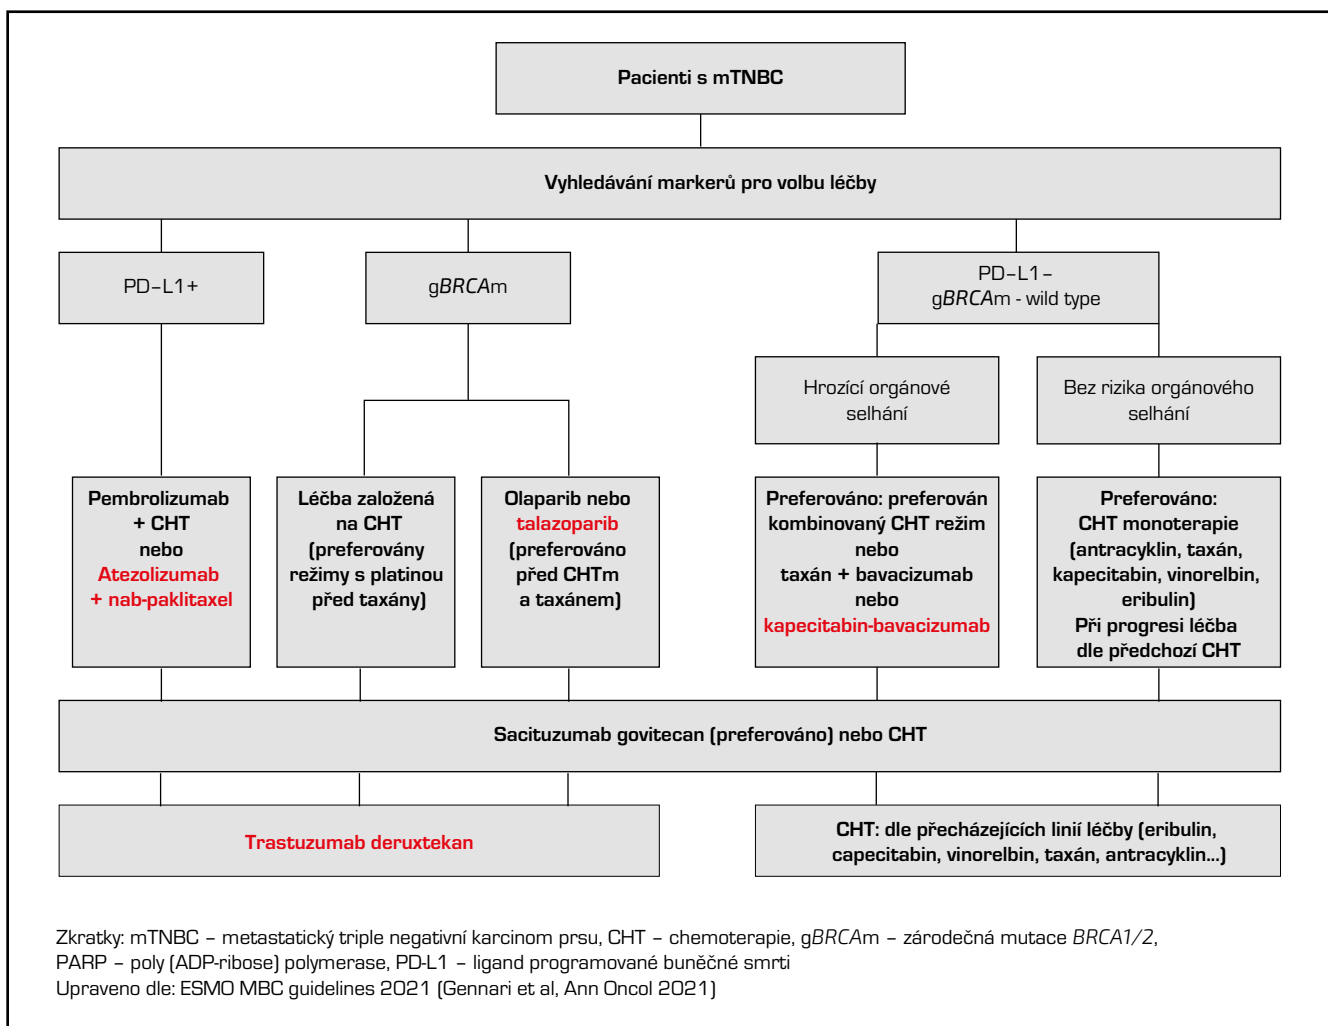 Pacienti s mTNBC
Vyhledávání markerů pro volbu léčby
PD–L1+
gBRCAm
PD–L1–
gBRCAm - wild type
Hrozící orgánové
selhání
Bez rizika orgánového
selhání
Pembrolizumab
+ CHT
nebo
Atezolizumab
+ nab-paklitaxel
Léčba založená
na CHT
(preferovány
režimy s platinou
před taxány)
Olaparib nebo
talazoparib
(preferováno
před CHTm
a taxánem)
Preferováno: preferován
kombinovaný CHT režim
nebo
taxán + bavacizumab
nebo
kapecitabin-bavacizumab
Preferováno:
CHT monoterapie
(antracyklin, taxán,
kapecitabin, vinorelbin,
eribulin)
Při progresi léčba
dle předchozí CHT
Sacituzumab govitecan (preferováno) nebo CHT
Trastuzumab deruxtekan
CHT: dle přecházejících linií léčby (eribulin,
capecitabin, vinorelbin, taxán, antracyklin...)
Zkratky: mTNBC – metastatický triple negativní karcinom prsu, CHT – chemoterapie, gBRCAm – zárodečná mutace BRCA1/2,
PARP – poly (ADP-ribose) polymerase, PD-L1 – ligand programované buněčné smrti
Upraveno dle: ESMO MBC guidelines 2021 (Gennari et al, Ann Oncol 2021)